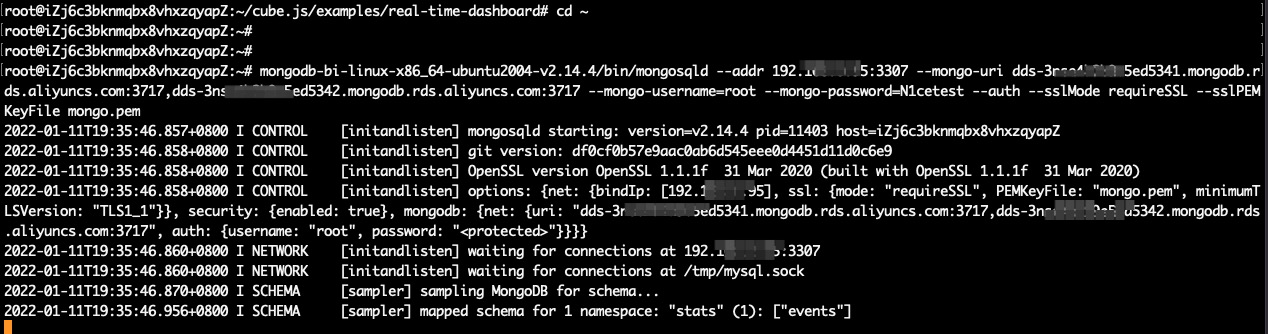 root@iZj6c3bknmqbx8vhxzqyapZ:~/cube.js/examples/real-time-dashboard# cd ~
root@iZj6c3bknmqbx8vhxzqyapZ:~#
root@iZj6c3bknmqbx8vhxzqyapZ:~#
root@iZj6c3bknmqbx8vhxzqyapZ:~# mongodb-bi-linux-x86_64-ubuntu2004-v2.14.4/bin/mongosqld --addr 192.1 5:3307 --mongo-uri dds-3n 5ed5341.mongodb.r
ds.aliyuncs.com:3717,dds-3ns 5ed5342.mongodb.rds.aliyuncs.com:3717 --mongo-username=root --mongo-password=N1cetest --auth --sslMode requireSSL --sslPEM
KeyFile mongo.pem
2022-01-11T19:35:46.857+0800 I CONTROL    [initandlisten] mongosqld starting: version=v2.14.4 pid=11403 host=iZj6c3bknmqbx8vhxzqyapZ
2022-01-11T19:35:46.858+0800 I CONTROL    [initandlisten] git version: df0cf0b57e9aac0ab6d545eee0d4451d11d0c6e9
2022-01-11T19:35:46.858+0800 I CONTROL    [initandlisten] OpenSSL version OpenSSL 1.1.1f  31 Mar 2020 (built with OpenSSL 1.1.1f  31 Mar 2020)
2022-01-11T19:35:46.858+0800 I CONTROL    [initandlisten] options: {net: {bindIp: [192.1 95], ssl: {mode: "requireSSL", PEMKeyFile: "mongo.pem", minimumT
LSVersion: "TLS1_1"}}, security: {enabled: true}, mongodb: {net: {uri: "dds-3n 5ed5341.mongodb.rds.aliyuncs.com:3717,dds-3n 5342.mongodb.rds
.aliyuncs.com:3717", auth: {username: "root", password: "<protected>"}}}}
2022-01-11T19:35:46.860+0800 I NETWORK    [initandlisten] waiting for connections at 192.1 5:3307
2022-01-11T19:35:46.860+0800 I NETWORK    [initandlisten] waiting for connections at /tmp/mysql.sock
2022-01-11T19:35:46.870+0800 I SCHEMA     [sampler] sampling MongoDB for schema...
2022-01-11T19:35:46.956+0800 I SCHEMA     [sampler] mapped schema for 1 namespace: "stats" (1): ["events"]